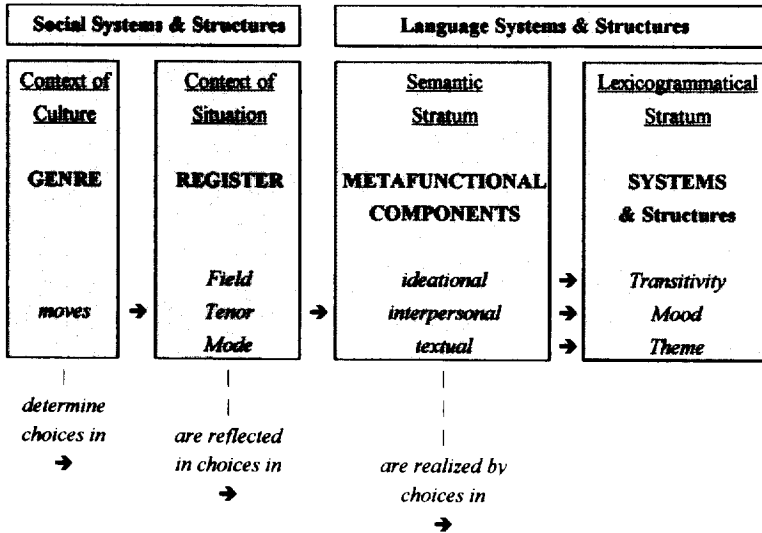 Social Systems & Structures
Language Systems & Structures
Context of
Culture
GENRE
moves
→
Context of
Situation
REGISTER
Field
Tenor
Mode
→
Semantic
Stratum
METAFUNCTIONAL
COMPONENTS
ideational →
interpersonal →
textual →
Lexicogrammatical
Stratum
SYSTEMS
& Structures
Transitivity
Mood
Theme
determine
choices in
→
are reflected
in choices in
→
are realized by
choices in
→